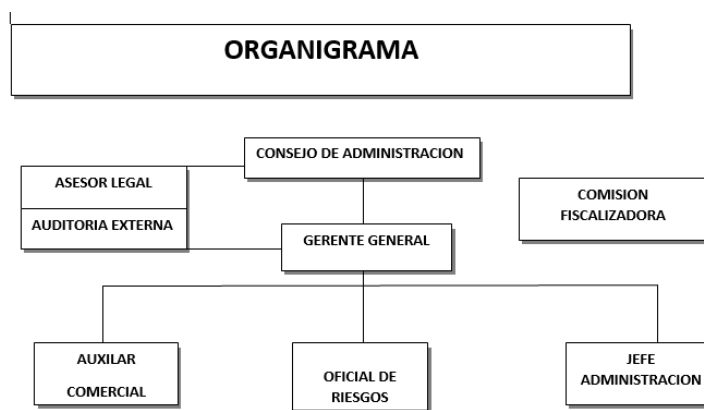 ORGANIGRAMA
CONSEJO DE ADMINISTRACION
ASESOR LEGAL
AUDITORIA EXTERNA
COMISION
FISCALIZADORA
GERENTE GENERAL
AUXILAR
COMERCIAL
OFICIAL DE
RIESGOS
JEFE
ADMINISTRACION